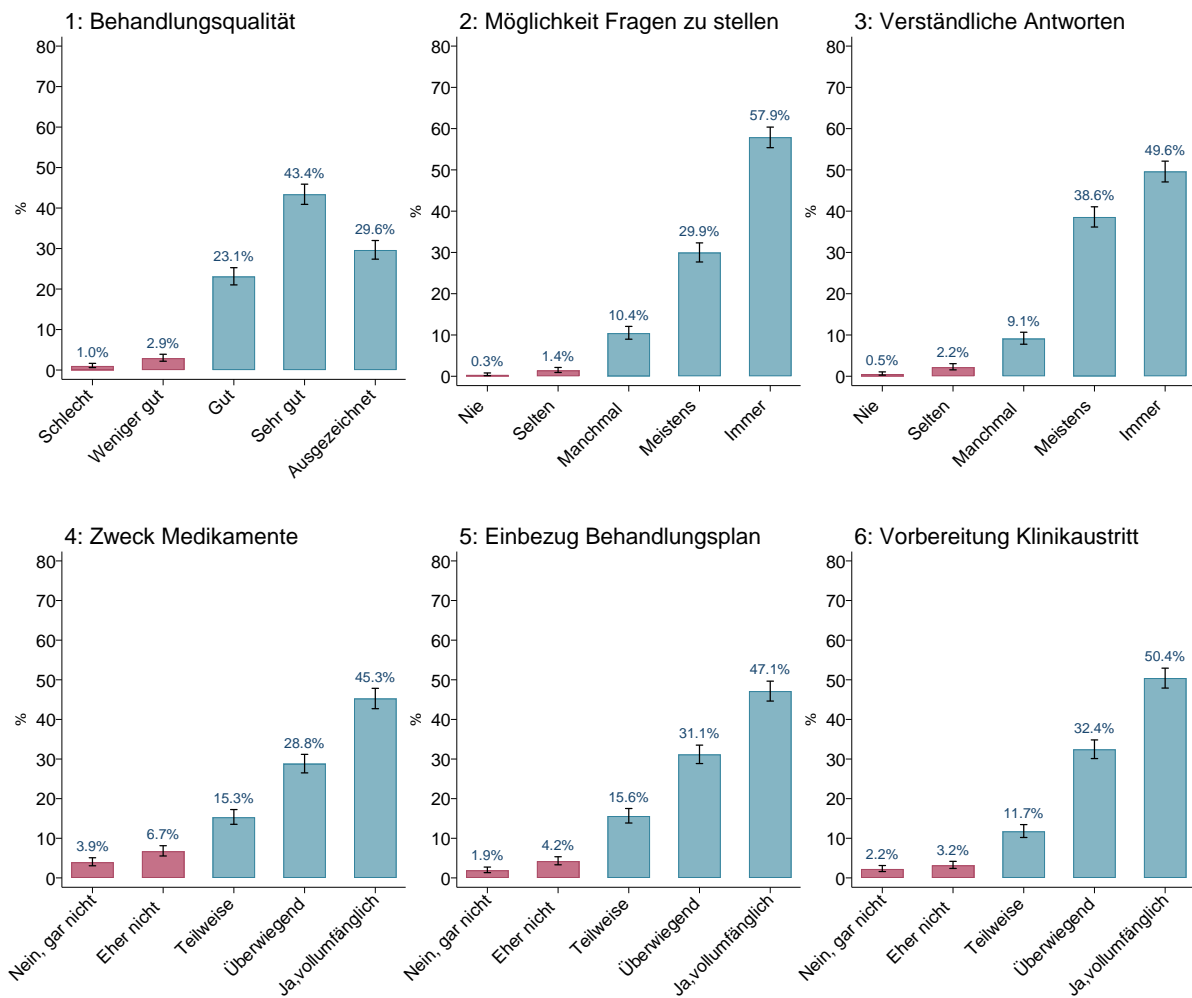 1: Behandlungsqualität
80
70
60
50
40
30
20
10
0
%
1.0%
2.9%
23.1%
43.4%
29.6%
Schlecht
Weniger gut
Gut
Sehr gut
Ausgezeichnet
2: Möglichkeit Fragen zu stellen
80
70
60
50
40
30
20
10
0
%
0.3%
1.4%
10.4%
29.9%
57.9%
Nie
Selten
Manchmal
Meistens
Immer
3: Verständliche Antworten
80
70
60
50
40
30
20
10
0
%
0.5%
2.2%
9.1%
38.6%
49.6%
Nie
Selten
Manchmal
Meistens
Immer
4: Zweck Medikamente
80
70
60
50
40
30
20
10
0
%
3.9%
6.7%
15.3%
28.8%
45.3%
Nein, gar nicht
Eher nicht
Teilweise
Überwiegend
Ja,vollumfänglich
5: Einbezug Behandlungsplan
80
70
60
50
40
30
20
10
0
%
1.9%
4.2%
15.6%
31.1%
47.1%
Nein, gar nicht
Eher nicht
Teilweise
Überwiegend
Ja,vollumfänglich
6: Vorbereitung Klinikaustritt
80
70
60
50
40
30
20
10
0
%
2.2%
3.2%
11.7%
32.4%
50.4%
Nein, gar nicht
Eher nicht
Teilweise
Überwiegend
Ja,vollumfänglich